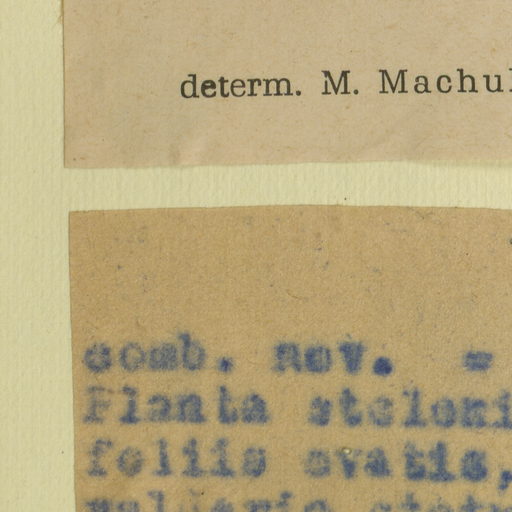 determ. M. Machul
comb. nov. =
Planta stoloni
foliis ovatis,